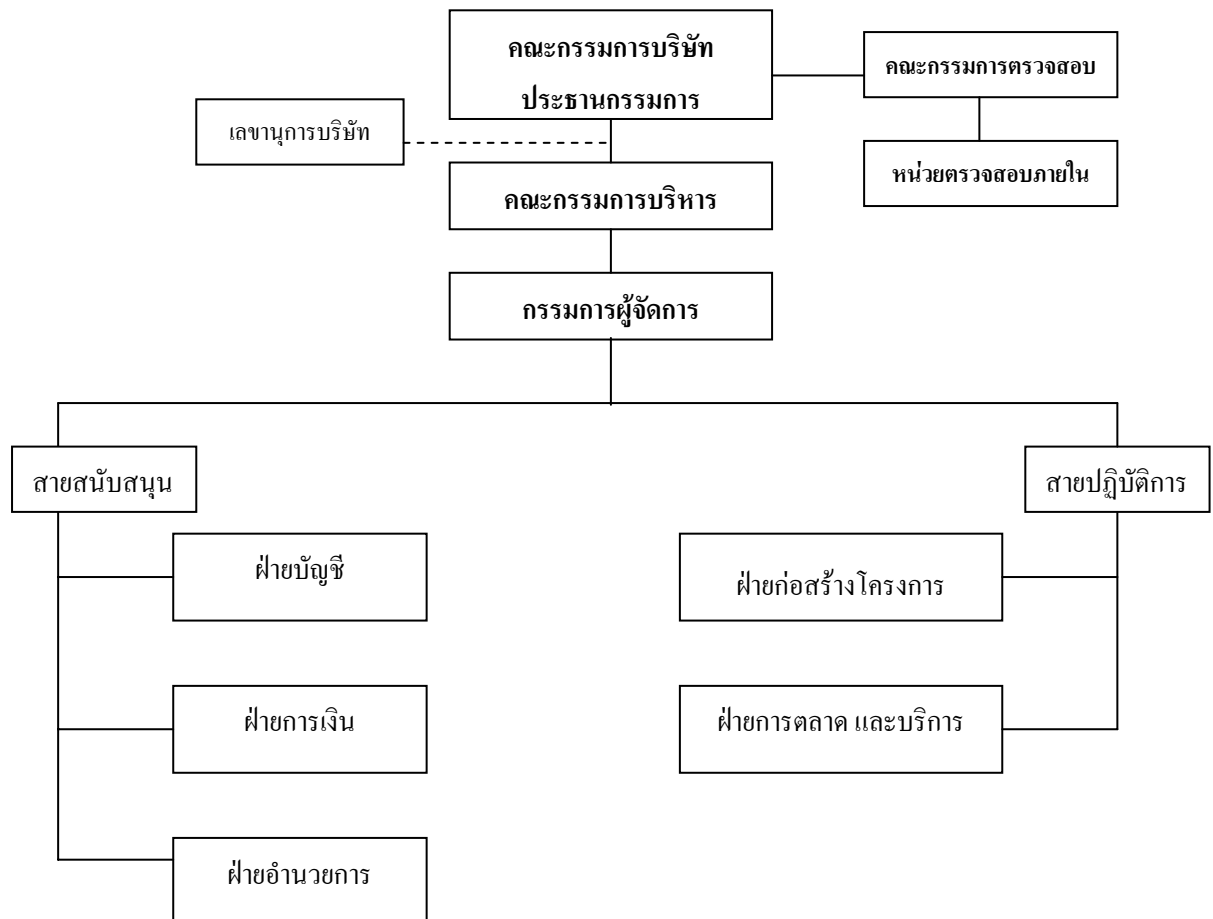 คณะกรรมการบริษัท
ประธานกรรมการ
คณะกรรมการตรวจสอบ
เลขานุการบริษัท
หน่วยตรวจสอบภายใน
คณะกรรมการบริหาร
กรรมการผู้จัดการ
สายสนับสนุน
สายปฏิบัติการ
ฝ่ายบัญชี
ฝ่ายก่อสร้างโครงการ
ฝ่ายการเงิน
ฝ่ายการตลาด และบริการ
ฝ่ายอำนวยการ